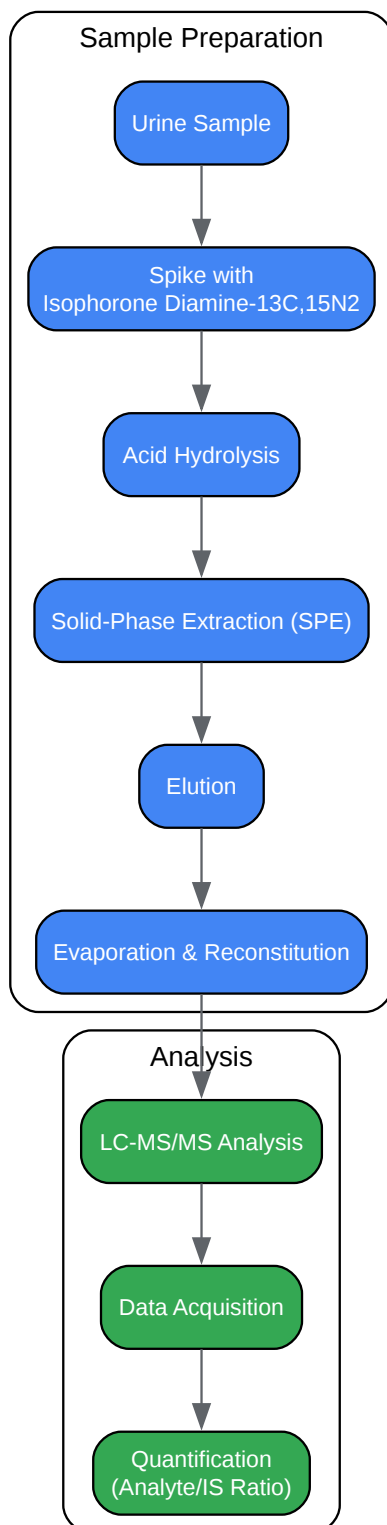 Sample Preparation
Urine Sample
Spike with
Isophorone Diamine-13C,15N2
Acid Hydrolysis
Solid-Phase Extraction (SPE)
Elution
Evaporation & Reconstitution
Analysis
LC-MS/MS Analysis
Data Acquisition
Quantification
(Analyte/IS Ratio)